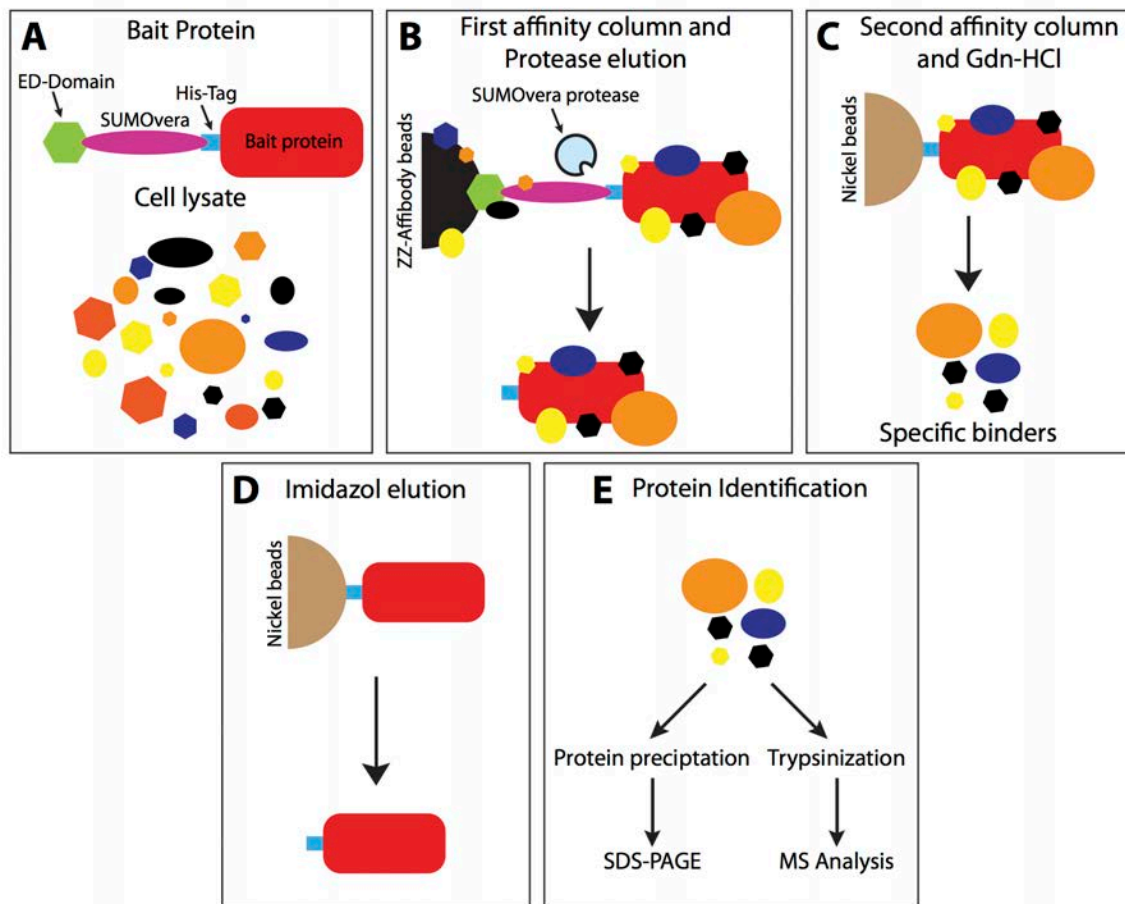 A
Bait Protein
ED-Domain
His-Tag
SUMOvera
Bait protein
Cell lysate
B
First affinity column and
Protease elution
SUMOvera protease
ZZ-Affibody beads
C
Second affinity column
and Gdn-HCl
Nickel beads
Specific binders
D
Imidazol elution
Nickel beads
E
Protein Identification
Protein preciptation
Trypsinization
SDS-PAGE
MS Analysis